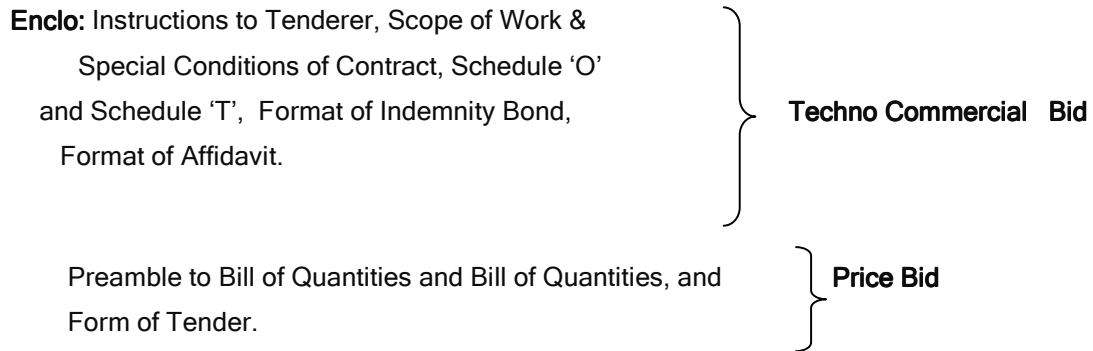 Enclo: Instructions to Tenderer, Scope of Work &
Special Conditions of Contract, Schedule ‘O’
and Schedule ‘T’, Format of Indemnity Bond, Techno Commercial Bid
Format of Affidavit.
Preamble to Bill of Quantities and Bill of Quantities, and Price Bid
Form of Tender.